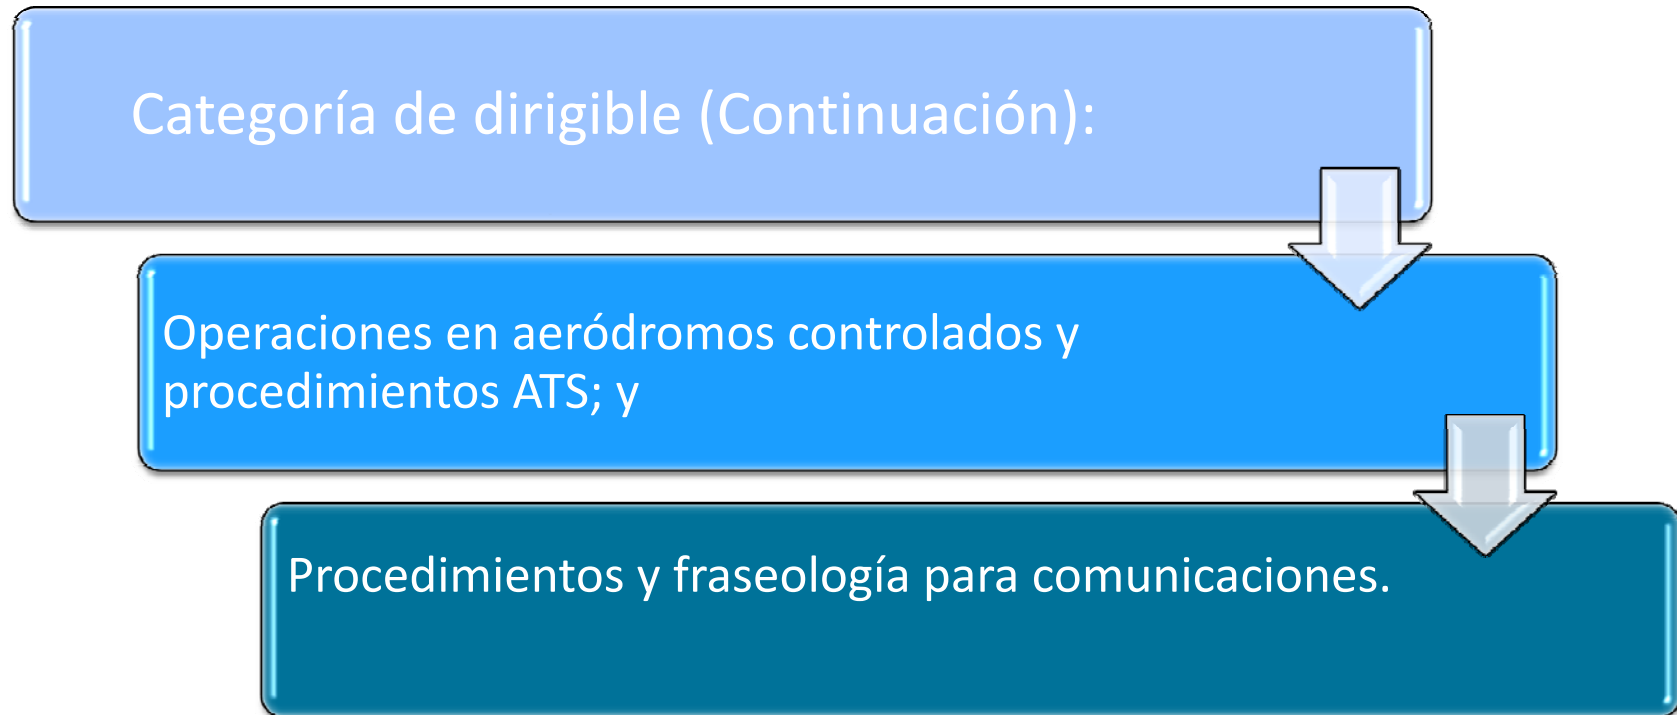 Categoría de dirigible (Continuación):
Operaciones en aeródromos controlados y
procedimientos ATS; y
Procedimientos y fraseología para comunicaciones.